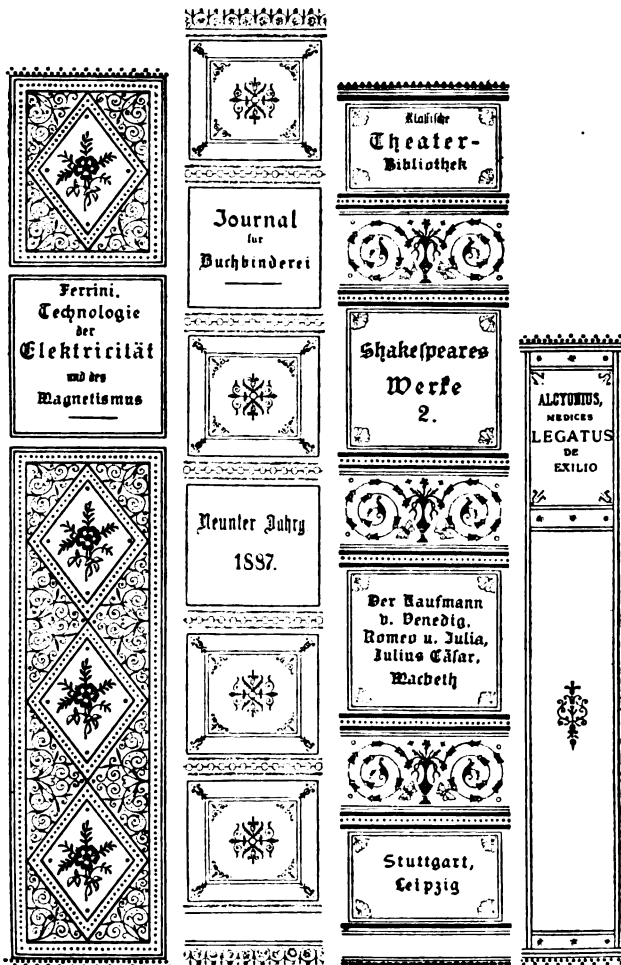 Ferrini.
Technologie
der
Elektricität
und des
Magnetismus
Journal
für
Buchbinderei
Neunter Jahrg
1887.
Klassische
Theater-
Bibliothek
Shakeſpeares
Werke
2.
Der Kaufmann
v. Venedig,
Romeo u. Julia,
Julius Cäſar,
Macbeth
Stuttgart,
Leipzig
ALCYONIUS,
MEDICES
LEGATUS
DE
EXILIO